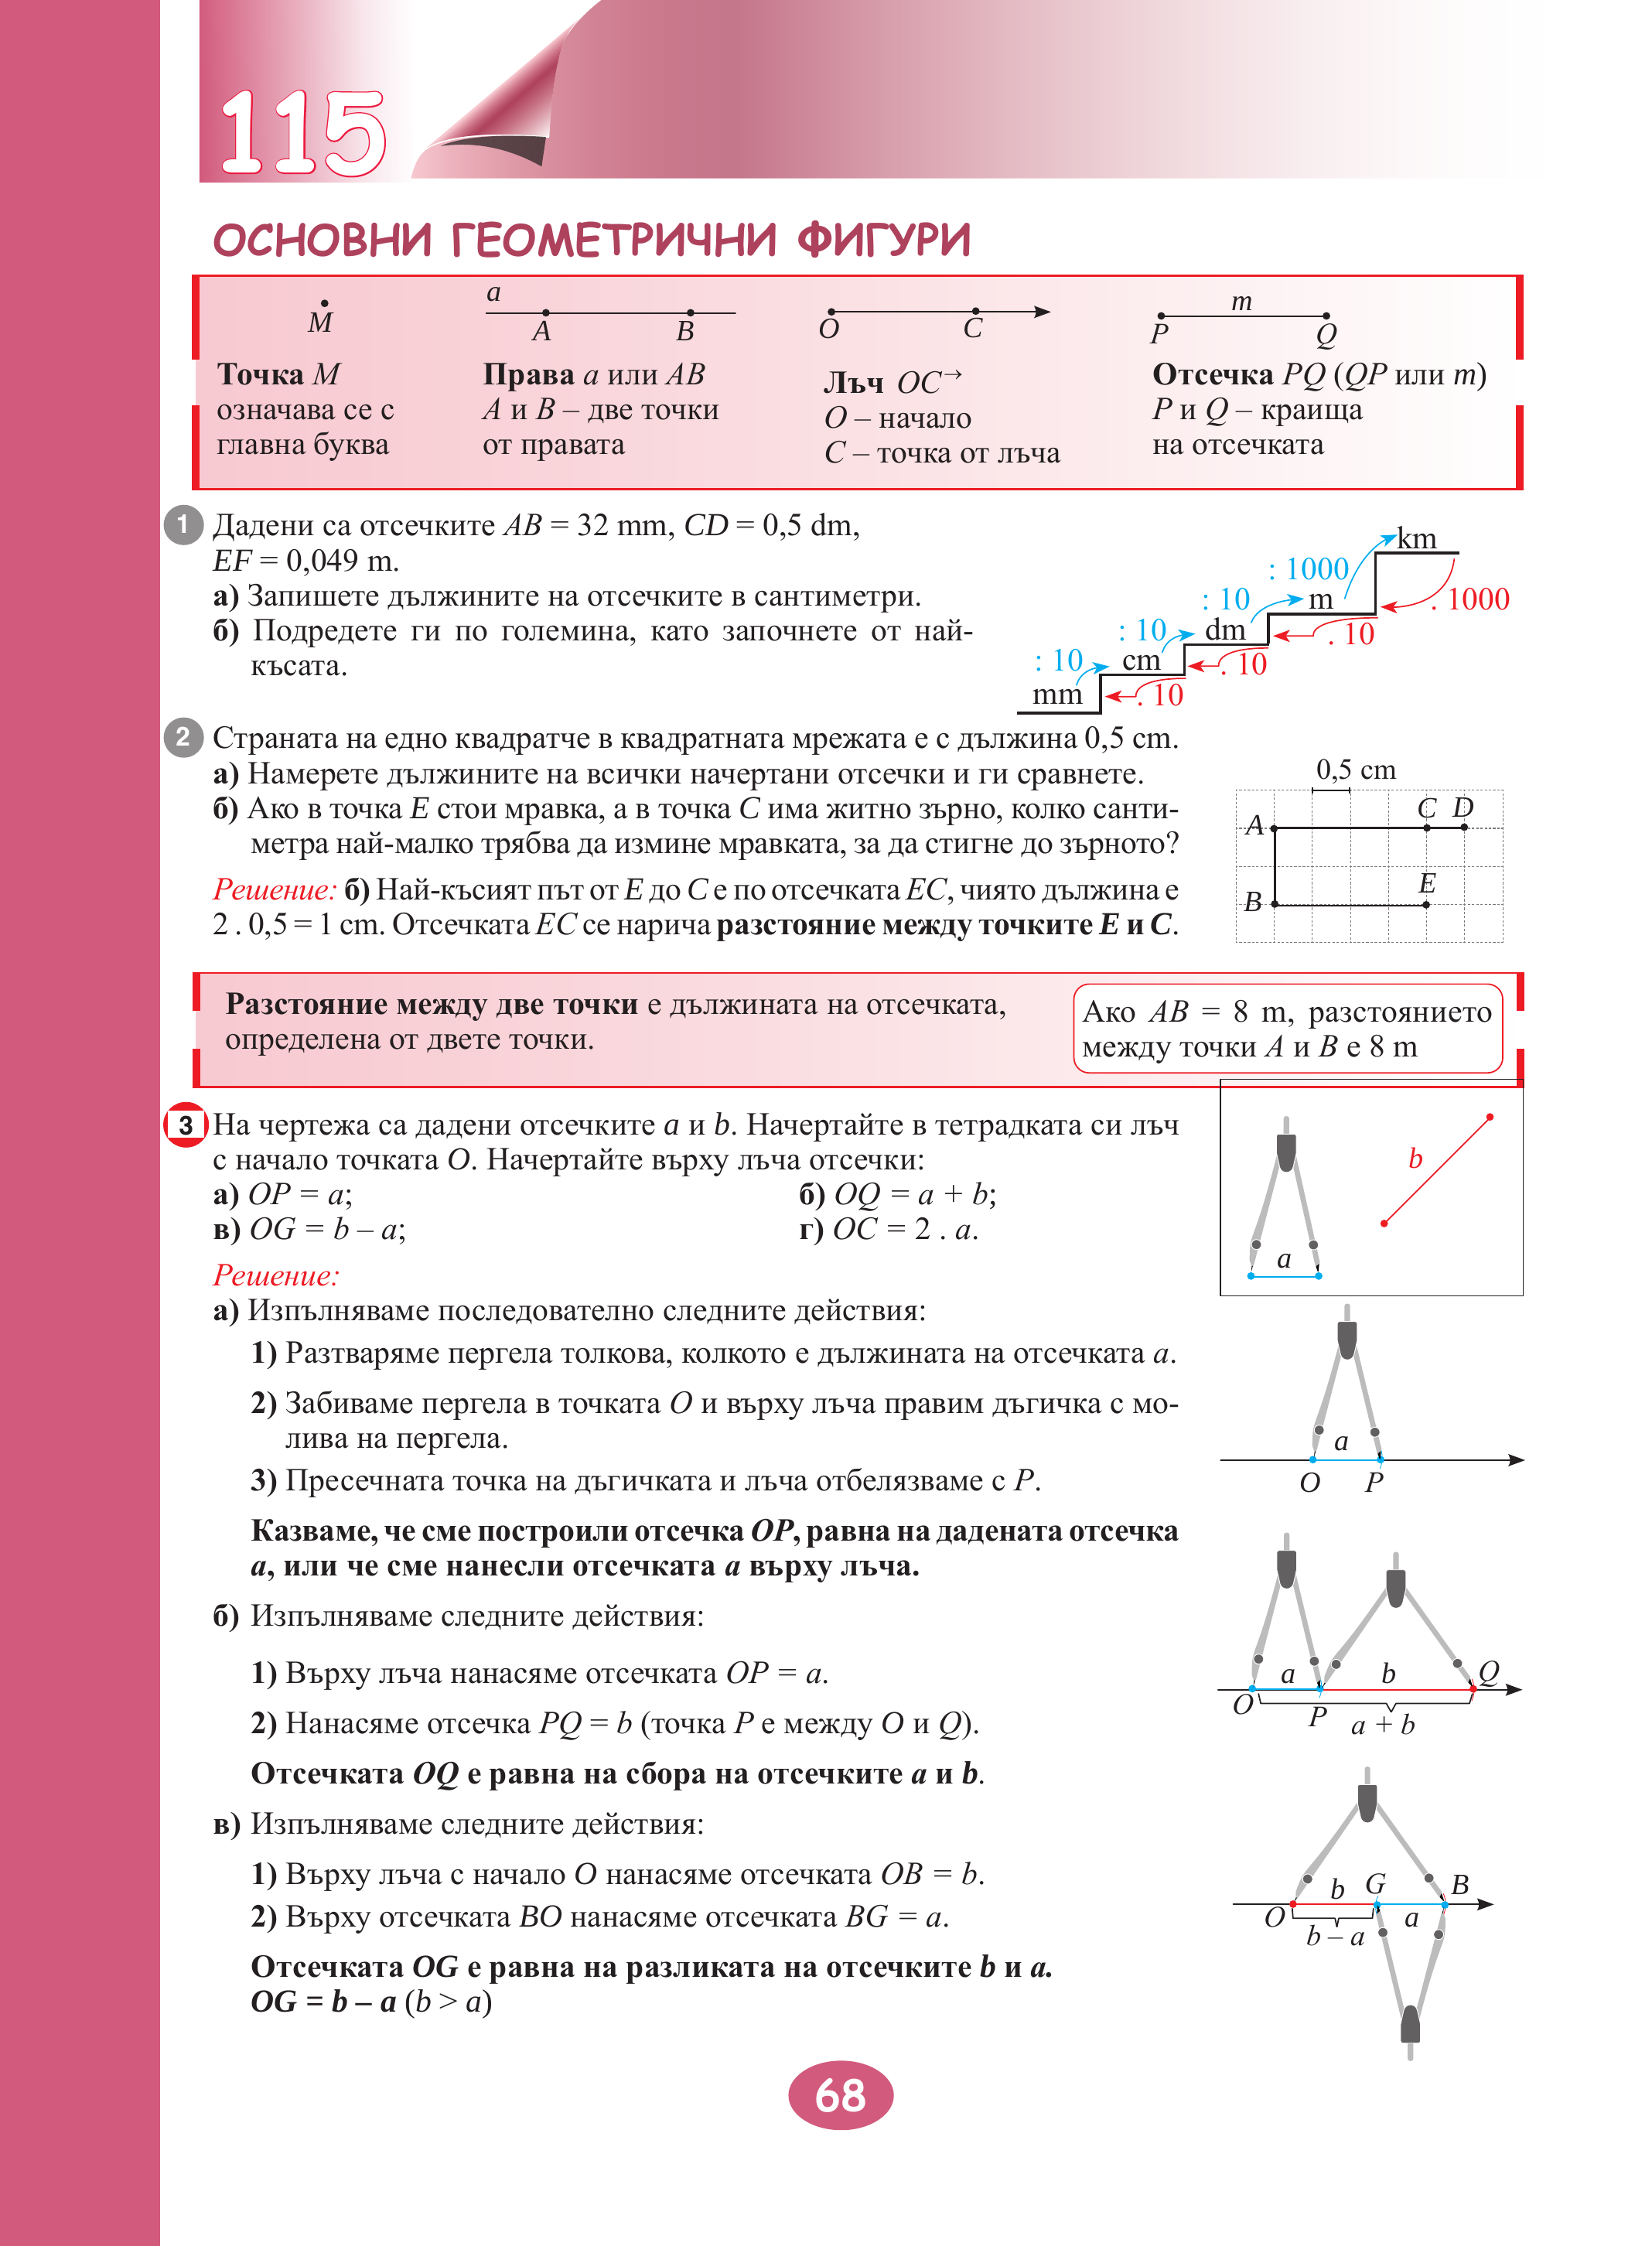 115
ОСНОВНИ ГЕОМЕТРИЧНИ ФИГУРИ
M
a
A B
O C
m
P Q
Точка M
означава се с
главна буква
Права a или AB
A и B – две точки
от правата
Лъч OC→
O – начало
C – точка от лъча
Отсечка PQ (QP или m)
P и Q – краища
на отсечката
1 Дадени са отсечките AB = 32 mm, CD = 0,5 dm,
EF = 0,049 m.
а) Запишете дължините на отсечките в сантиметри.
б) Подредете ги по големина, като започнете от най-
късата.
km
: 1000
: 10 m . 1000
: 10 dm . 10
: 10 cm . 10
mm . 10
2 Страната на едно квадратче в квадратната мрежата е с дължина 0,5 cm.
а) Намерете дължините на всички начертани отсечки и ги сравнете.
б) Ако в точка E стои мравка, а в точка C има житно зърно, колко санти-
метра най-малко трябва да измине мравката, за да стигне до зърното?
Решение: б) Най-късият път от E до C е по отсечката EC, чиято дължина е
2 . 0,5 = 1 cm. Отсечката EC се нарича разстояние между точките E и C.
0,5 cm
A C D
B E
Разстояние между две точки е дължината на отсечката,
определена от двете точки.
Ако AB = 8 m, разстоянието
между точки A и B е 8 m
3 На чертежа са дадени отсечките a и b. Начертайте в тетрадката си лъч
с начало точката O. Начертайте върху лъча отсечки:
а) OP = a; б) OQ = a + b;
в) OG = b – a; г) OC = 2 . a.
b
a
Решение:
а) Изпълняваме последователно следните действия:
1) Разтваряме пергела толкова, колкото е дължината на отсечката a.
2) Забиваме пергела в точката O и върху лъча правим дъгичка с мо-
лива на пергела.
3) Пресечната точка на дъгичката и лъча отбелязваме с P.
a
O P
Казваме, че сме построили отсечка OP, равна на дадената отсечка
a, или че сме нанесли отсечката a върху лъча.
б) Изпълняваме следните действия:
1) Върху лъча нанасяме отсечката OP = a.
2) Нанасяме отсечка PQ = b (точка P е между O и Q).
Отсечката OQ е равна на сбора на отсечките a и b.
a b Q
O P a + b
в) Изпълняваме следните действия:
1) Върху лъча с начало O нанасяме отсечката OB = b.
2) Върху отсечката BO нанасяме отсечката BG = a.
Отсечката OG е равна на разликата на отсечките b и a.
OG = b – a (b > a)
b G B
O a
b – a
68